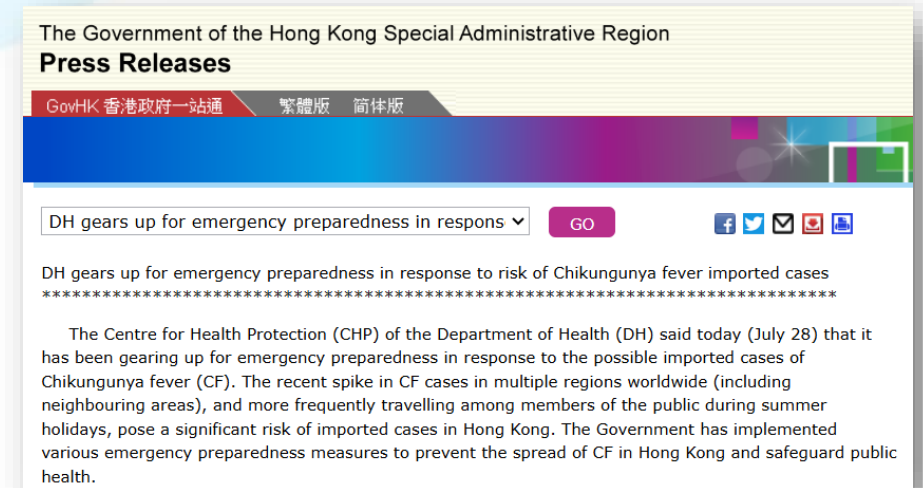 The Government of the Hong Kong Special Administrative Region
Press Releases
GovHK 香港政府一站通 繁體版 简体版
DH gears up for emergency preparedness in respons GO
DH gears up for emergency preparedness in response to risk of Chikungunya fever imported cases
******************************************************************************
The Centre for Health Protection (CHP) of the Department of Health (DH) said today (July 28) that it
has been gearing up for emergency preparedness in response to the possible imported cases of
Chikungunya fever (CF). The recent spike in CF cases in multiple regions worldwide (including
neighbouring areas), and more frequently travelling among members of the public during summer
holidays, pose a significant risk of imported cases in Hong Kong. The Government has implemented
various emergency preparedness measures to prevent the spread of CF in Hong Kong and safeguard public
health.